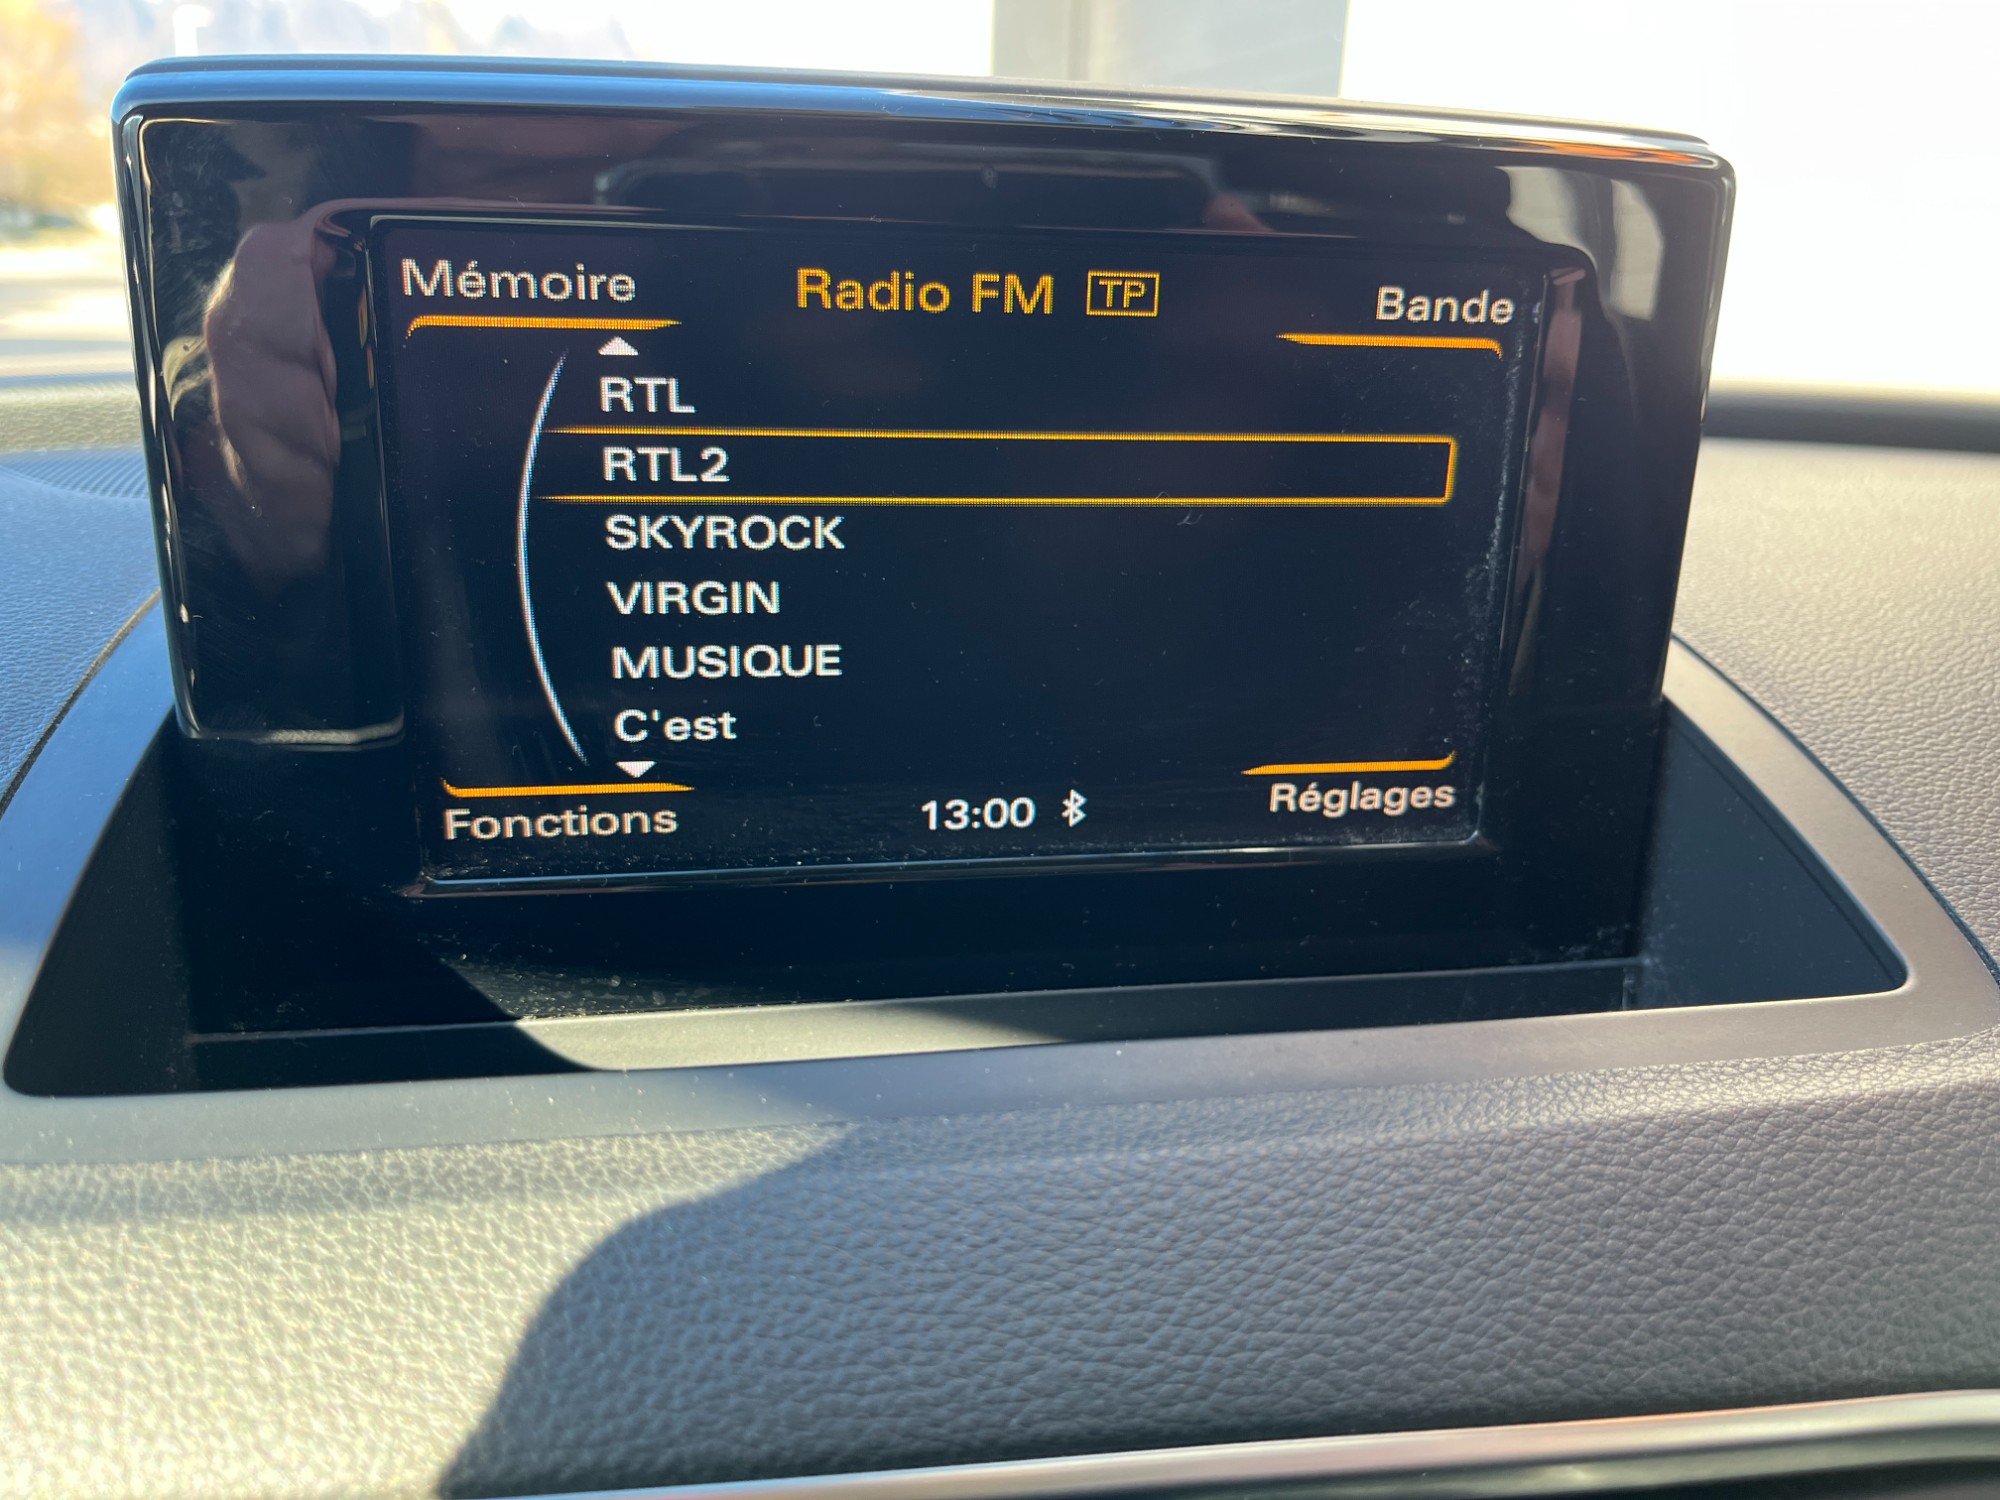 Mémoire Radio FM TP Bande
RTL
RTL2
SKYROCK
VIRGIN
MUSIQUE
C'est
Fonctions 13:00 Réglages